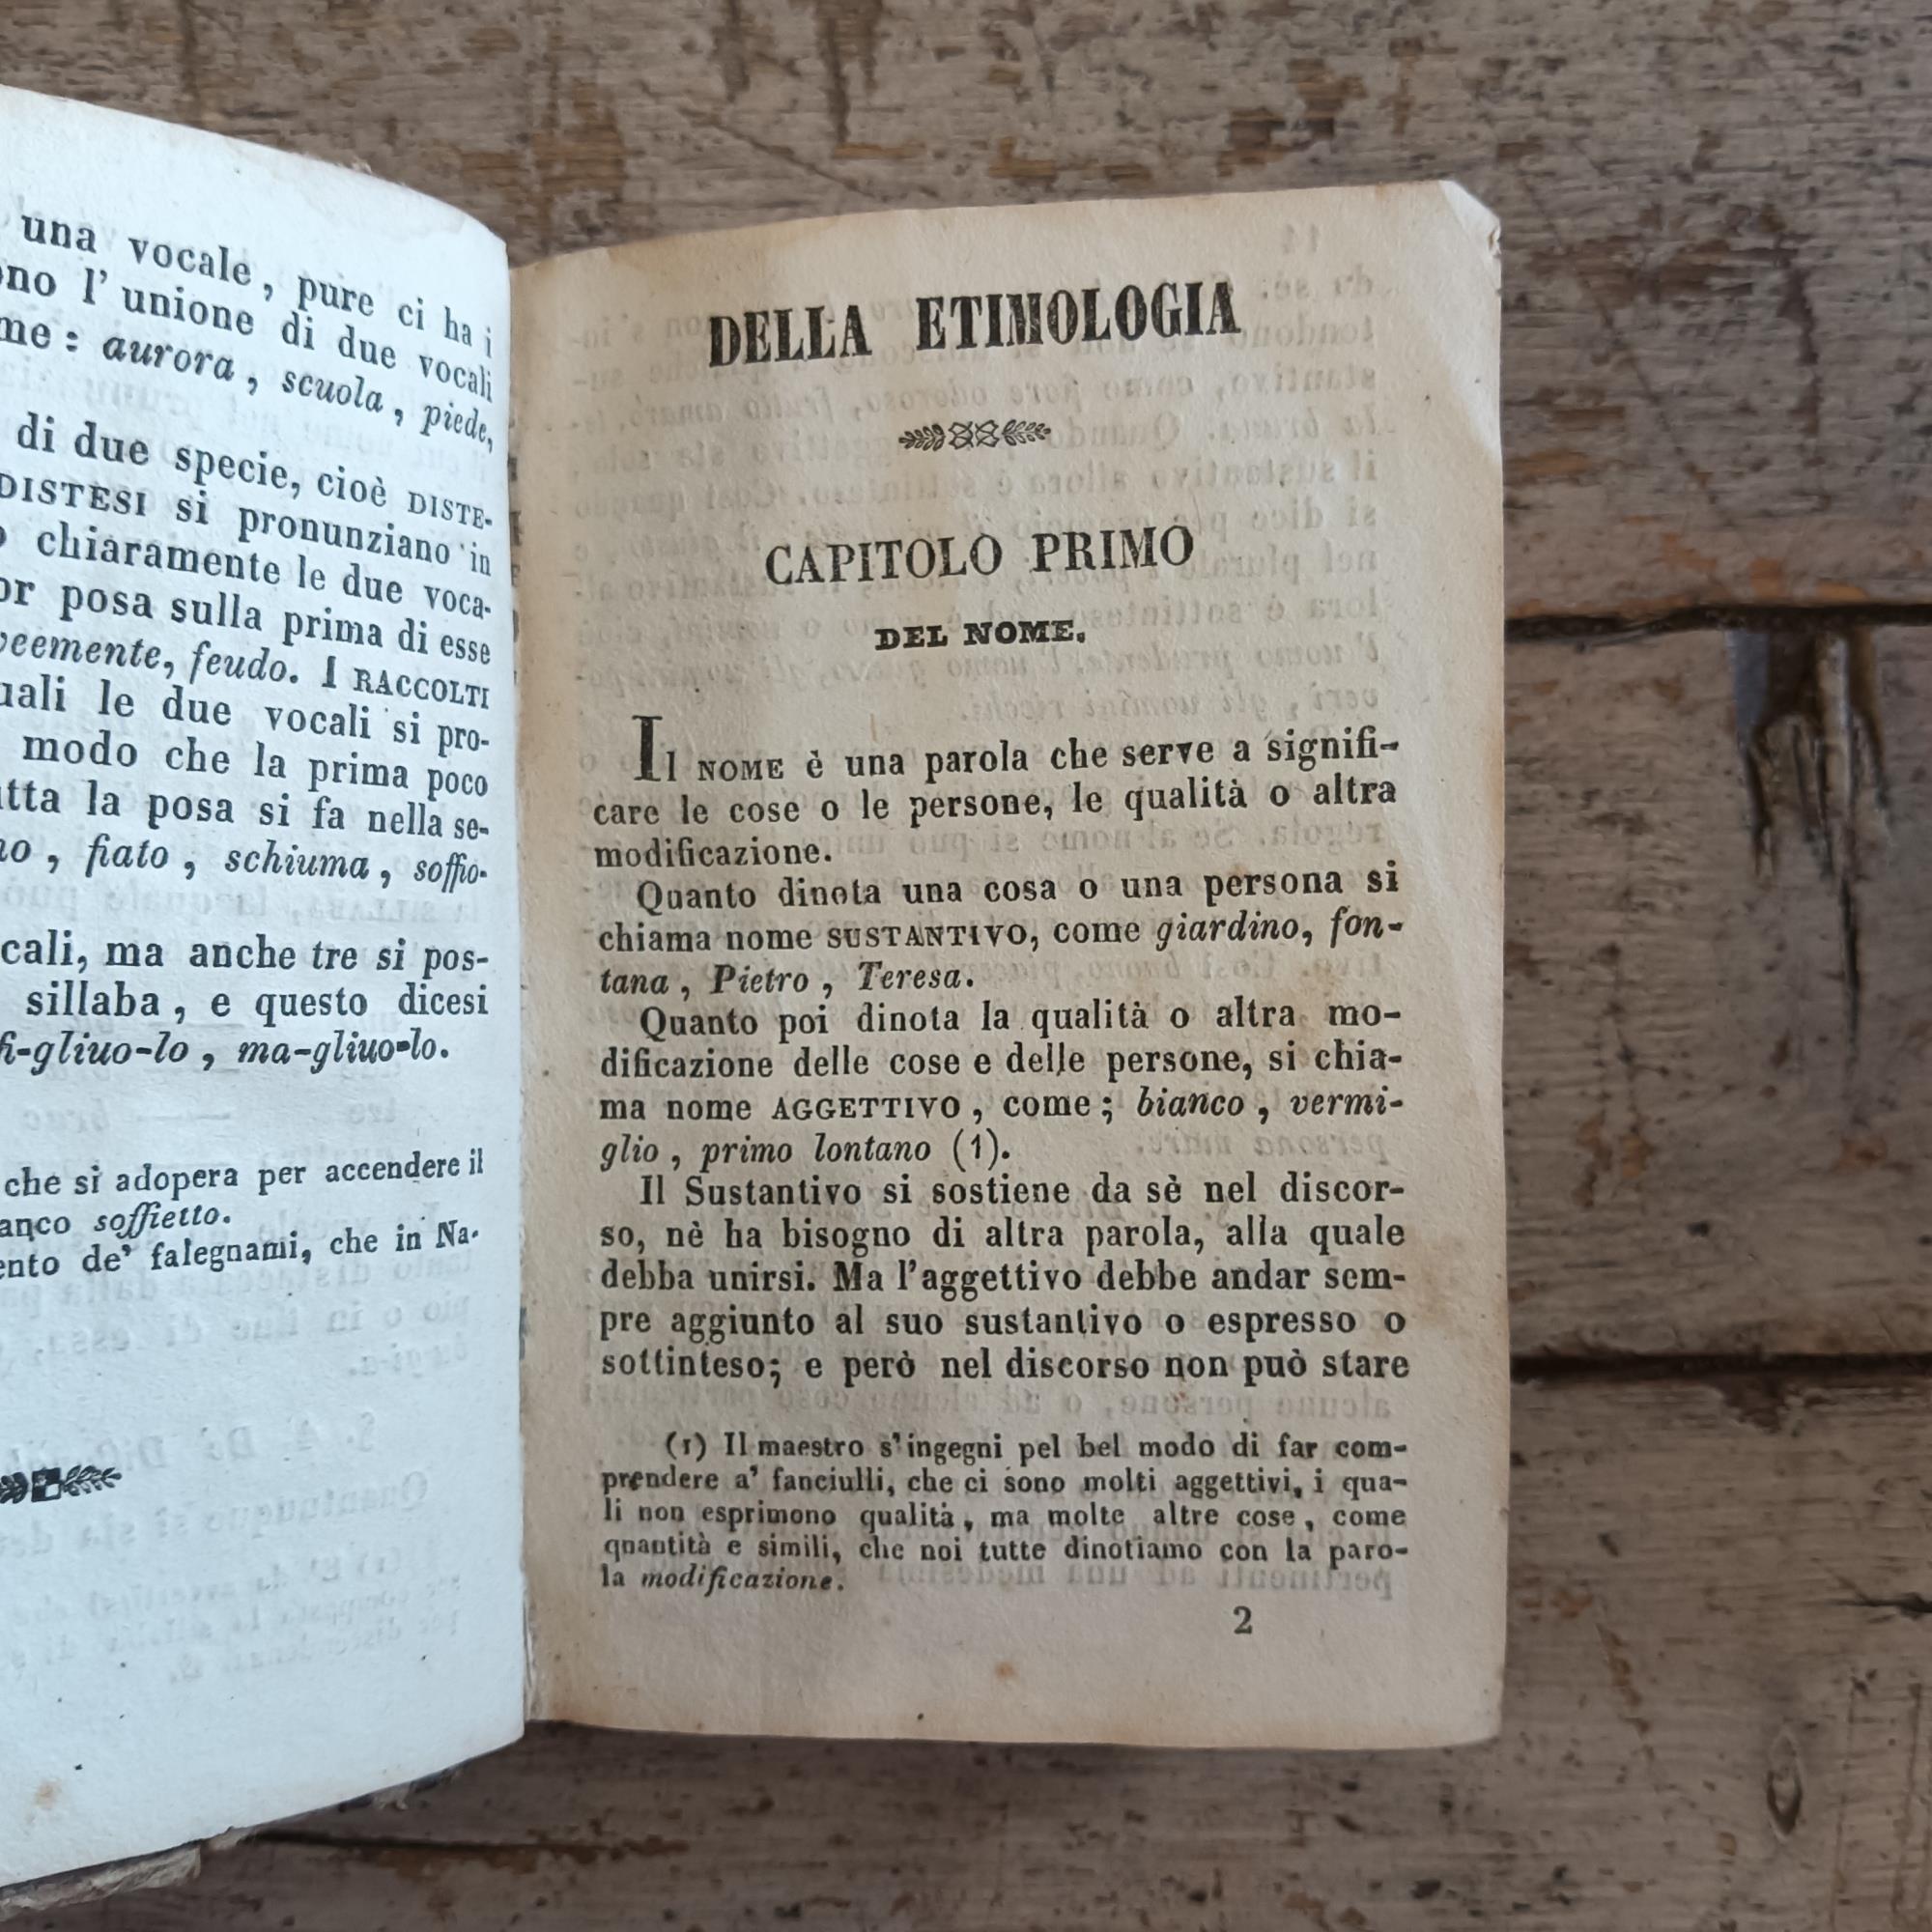 una vocale, pure ci ha
l'unione di due vocali
aurora, scuola, piede,
di due specie, cioè DISTE-
DISTESI si pronunziano in
chiaramente le due voca-
posa sulla prima di esse
feudo. I RACCOLTI
le due vocali si pro-
modo che la prima poco
la posa si fa nella se-
fiato, schiuma, soffio-
ma anche tre si pos-
sillaba, e questo dicesi
fi-gliuo-lo, ma-gliuo-lo.
che si adopera per accendere il
soffietto.
de' falegnami, che in Na-
DELLA ETIMOLOGIA
CAPITOLO PRIMO
DEL NOME.
Il NOME è una parola che serve a signifi-
care le cose o le persone, le qualità o altra
modificazione.
Quanto dinota una cosa o una persona si
chiama nome SUSTANTIVO, come giardino, fon-
tana, Pietro, Teresa.
Quanto poi dinota la qualità o altra mo-
dificazione delle cose e delle persone, si chia-
ma nome AGGETTIVO, come; bianco, vermi-
glio, primo lontano (1).
Il Sustantivo si sostiene da sè nel discor-
so, nè ha bisogno di altra parola, alla quale
debba unirsi. Ma l'aggettivo debbe andar sem-
pre aggiunto al suo sustantivo o espresso o
sottinteso; e però nel discorso non può stare
(1) Il maestro s'ingegni pel bel modo di far com-
prendere a' fanciulli, che ci sono molti aggettivi, i qua-
li non esprimono qualità, ma molte altre cose, come
qnantità e simili, che noi tutte dinotiamo con la paro-
la modificazione.
2